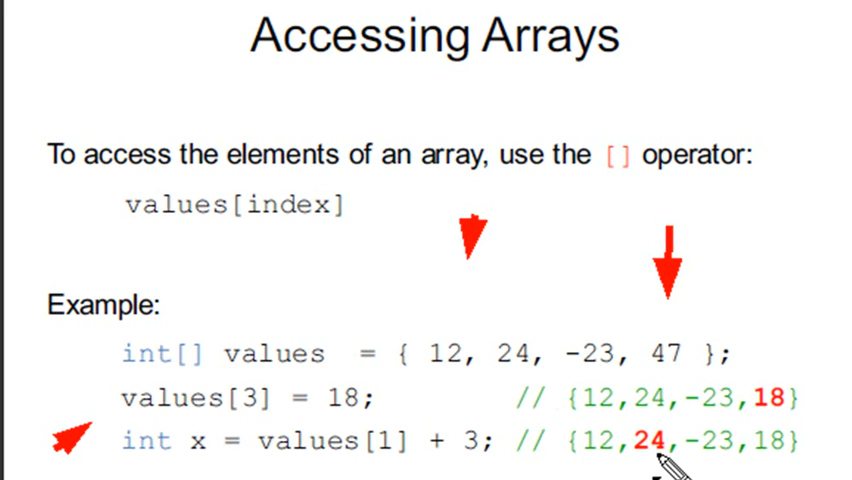 Accessing Arrays
To access the elements of an array, use the [] operator:
values[index]
Example:
int[] values = { 12, 24, -23, 47 };
values[3] = 18; // {12,24,-23,18}
int x = values[1] + 3; // {12,24,-23,18}